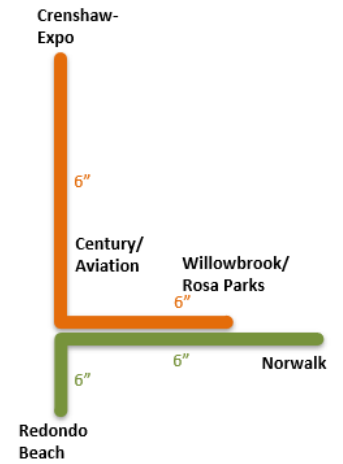 Crenshaw-
Expo
6”
Century/
Aviation
Willowbrook/
Rosa Parks
6”
6”
Norwalk
6”
Redondo
Beach